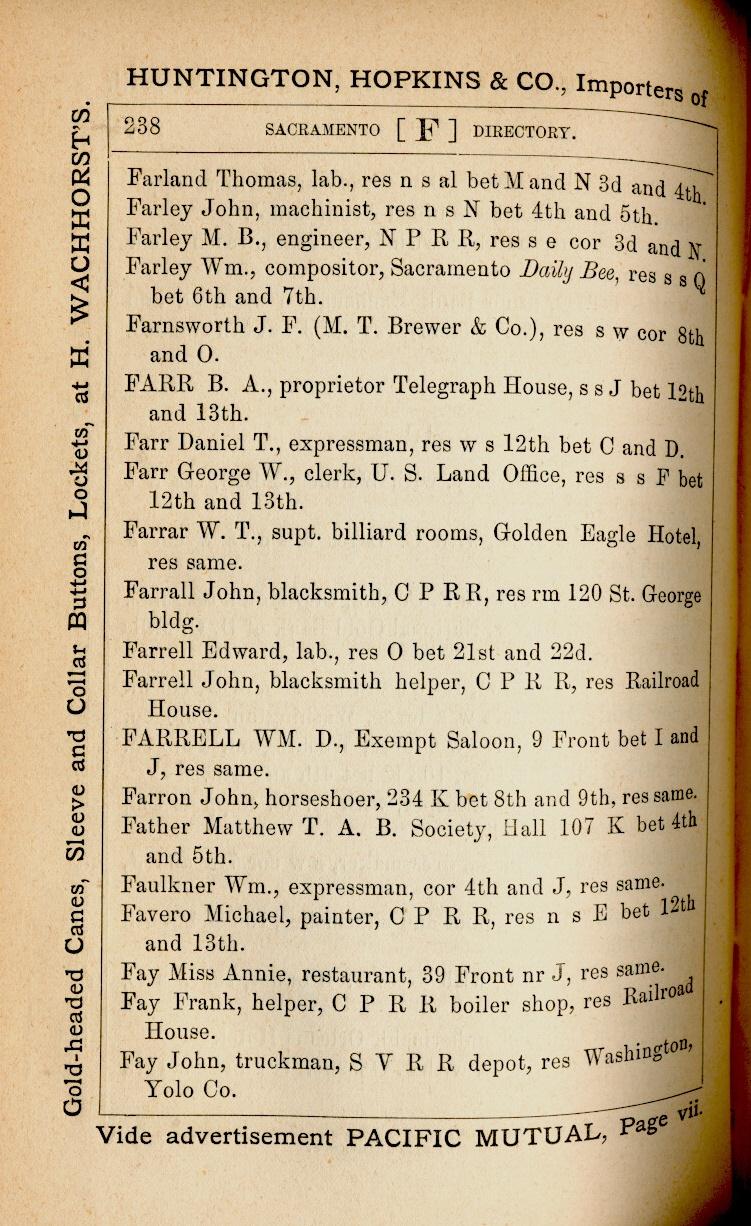 HUNTINGTON, HOPKINS & CO., Importers of
238 SACRAMENTO [ F ] DIRECTORY.
Farland Thomas, lab., res n s al bet M and N 3d and 4th.
Farley John, machinist, res n s N bet 4th and 5th.
Farley M. B., engineer, N P R R, res s e cor 3d and N.
Farley Wm., compositor, Sacramento Daily Bee, res s s Q
bet 6th and 7th.
Farnsworth J. F. (M. T. Brewer & Co.), res s w cor 8th
and O.
FARR B. A., proprietor Telegraph House, s s J bet 12th
and 13th.
Farr Daniel T., expressman, res w s 12th bet C and D.
Farr George W., clerk, U. S. Land Office, res s s F bet
12th and 13th.
Farrar W. T., supt. billiard rooms, Golden Eagle Hotel,
res same.
Farrall John, blacksmith, C P R R, res rm 120 St. George
bldg.
Farrell Edward, lab., res O bet 21st and 22d.
Farrell John, blacksmith helper, C P R R, res Railroad
House.
FARRELL WM. D., Exempt Saloon, 9 Front bet I and
J, res same.
Farron John, horseshoer, 234 K bet 8th and 9th, res same.
Father Matthew T. A. B. Society, Hall 107 K bet 4th
and 5th.
Faulkner Wm., expressman, cor 4th and J, res same.
Favero Michael, painter, C P R R, res n s E bet 12th
and 13th.
Fay Miss Annie, restaurant, 39 Front nr J, res same.
Fay Frank, helper, C P R R boiler shop, res Railroad
House.
Fay John, truckman, S V R R depot, res Washington,
Yolo Co.
Vide advertisement PACIFIC MUTUAL, Page vii.
Gold-headed Canes, Sleeve and Collar Buttons, Lockets, at H. WACHHORST'S.